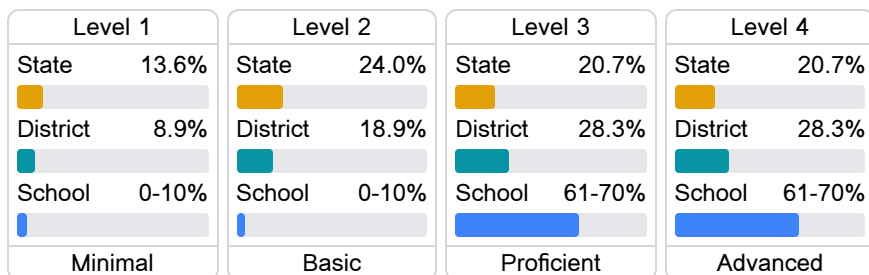 Level 1
State 13.6%
District 8.9%
School 0-10%
Minimal
Level 2
State 24.0%
District 18.9%
School 0-10%
Basic
Level 3
State 20.7%
District 28.3%
School 61-70%
Proficient
Level 4
State 20.7%
District 28.3%
School 61-70%
Advanced